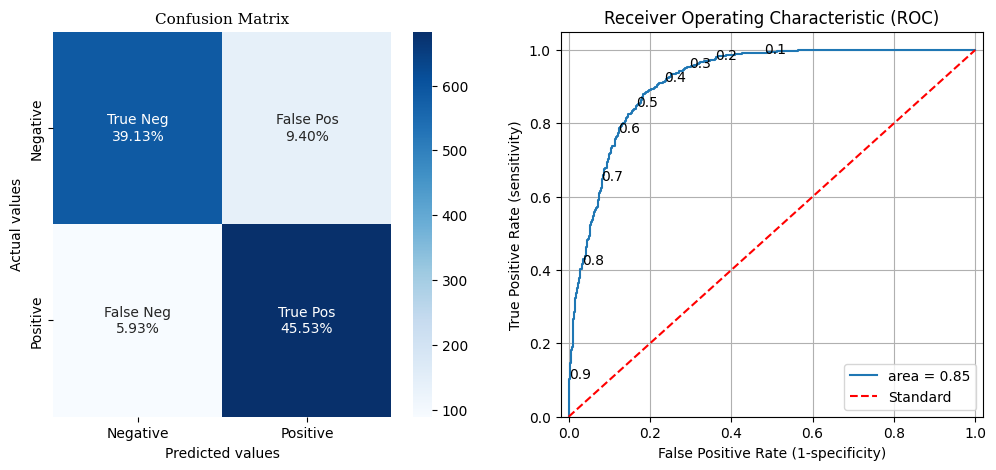 Confusion Matrix
Actual values
Negative
Positive
True Neg
39.13%
False Pos
9.40%
False Neg
5.93%
True Pos
45.53%
Negative
Positive
Predicted values
600
500
400
300
200
100
Receiver Operating Characteristic (ROC)
True Positive Rate (sensitivity)
1.0
0.8
0.6
0.4
0.2
0.0
0.1
0.2
0.3
0.4
0.5
0.6
0.7
0.8
0.9
area = 0.85
Standard
0.0
0.2
0.4
0.6
0.8
1.0
False Positive Rate (1-specificity)